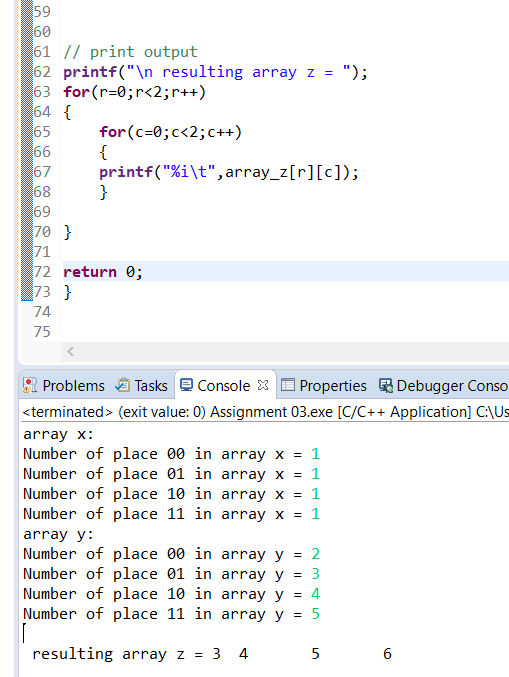 59
60
61 // print output
62 printf("\n resulting array z = ");
63 for(r=0;r<2;r++)
64 {
65     for(c=0;c<2;c++)
66     {
67     printf("%i\t",array_z[r][c]);
68     }
69
70 }
71
72 return 0;
73 }
74
75
Problems Tasks Console Properties Debugger Conso
<terminated> (exit value: 0) Assignment 03.exe [C/C++ Application] C:\Us
array x:
Number of place 00 in array x = 1
Number of place 01 in array x = 1
Number of place 10 in array x = 1
Number of place 11 in array x = 1
array y:
Number of place 00 in array y = 2
Number of place 01 in array y = 3
Number of place 10 in array y = 4
Number of place 11 in array y = 5
resulting array z = 3  4       5       6